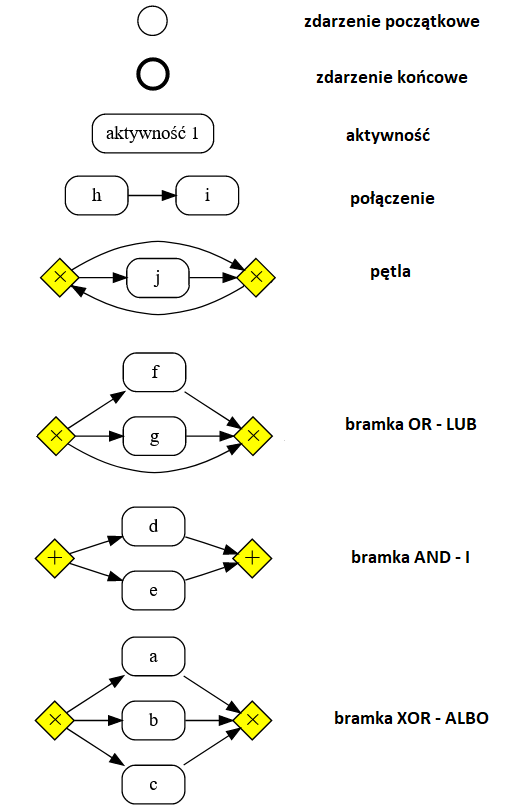 zdarzenie początkowe
zdarzenie końcowe
aktywność 1
aktywność
h
i
połączenie
j
pętla
f
g
bramka OR - LUB
d
e
bramka AND - I
a
b
c
bramka XOR - ALBO